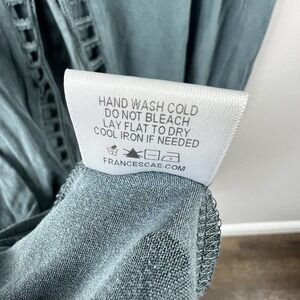 HAND WASH COLD
DO NOT BLEACH
LAY FLAT TO DRY
COOL IRON IF NEEDED
FRANCESCAS.COM